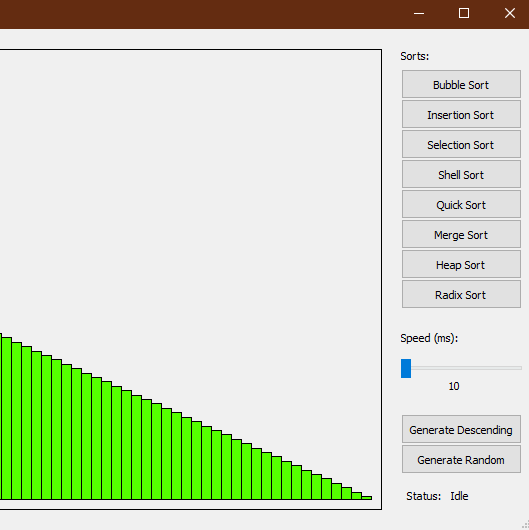 Sorts:
Bubble Sort
Insertion Sort
Selection Sort
Shell Sort
Quick Sort
Merge Sort
Heap Sort
Radix Sort
Speed (ms):
10
Generate Descending
Generate Random
Status: Idle